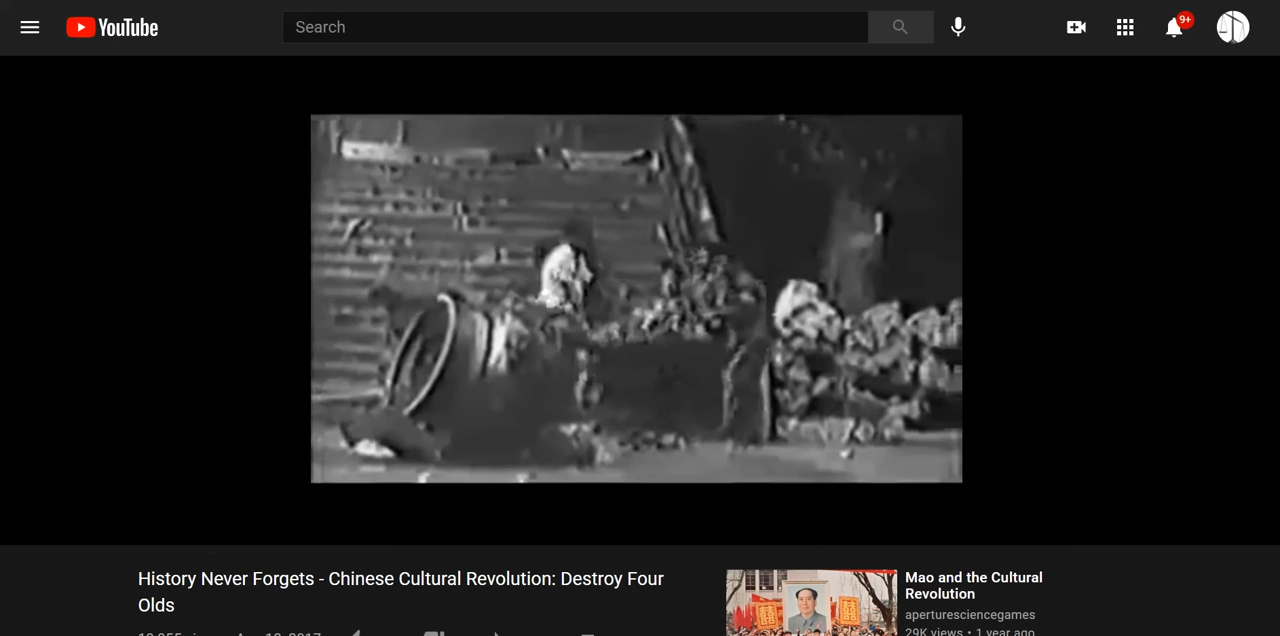 YouTube
Search
9+
History Never Forgets - Chinese Cultural Revolution: Destroy Four
Olds
Mao and the Cultural
Revolution
aperturesciencegames
29K views • 1 year ago